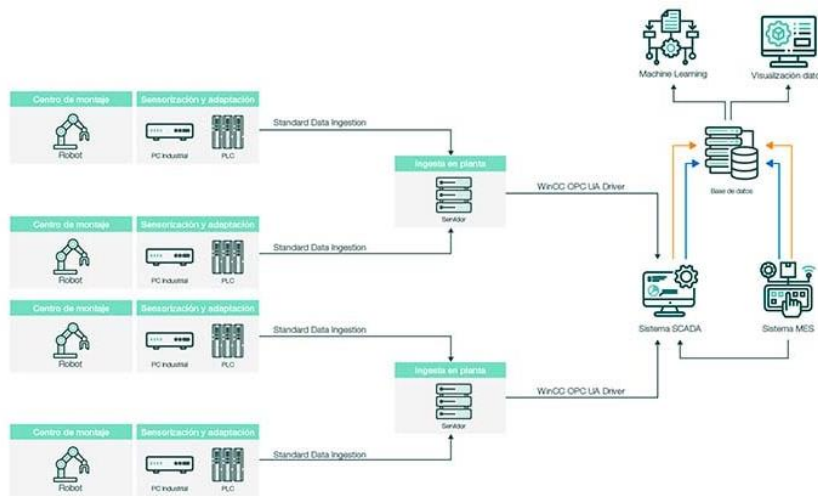 Machine Learning
Visualización dato
Centro de montaje
Sensorización y adaptación
Robot
PC Industrial
PLC
Standard Data Ingestion
Ingesta en planta
Servidor
WinCC OPC UA Driver
Base de datos
Centro de montaje
Sensorización y adaptación
Robot
PC Industrial
PLC
Standard Data Ingestion
Centro de montaje
Sensorización y adaptación
Robot
PC Industrial
PLC
Standard Data Ingestion
Sistema SCADA
Sistema MES
Ingesta en planta
Servidor
WinCC OPC UA Driver
Centro de montaje
Sensorización y adaptación
Robot
PC Industrial
PLC
Standard Data Ingestion